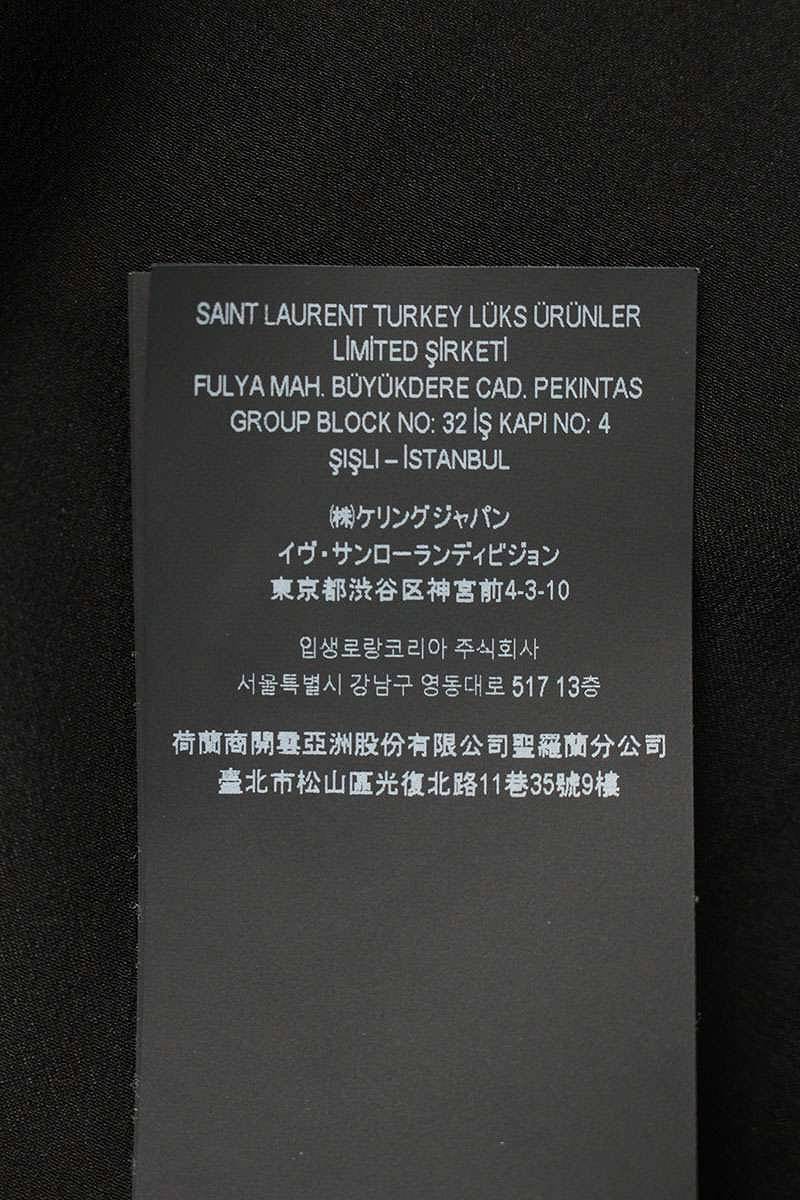 SAINT LAURENT TURKEY LÜKS ÜRÜNLER
LİMİTED ŞİRKETİ
FULYA MAH. BÜYÜKDERE CAD. PEKINTAS
GROUP BLOCK NO: 32 İŞ KAPI NO: 4
ŞIŞLI – İSTANBUL
㈱ケリングジャパン
イヴ・サンローランディビジョン
東京都渋谷区神宮前4-3-10
입생로랑코리아 주식회사
서울특별시 강남구 영동대로 517 13층
荷蘭商開雲亞洲股份有限公司聖羅蘭分公司
臺北市松山區光復北路11巷35號9樓